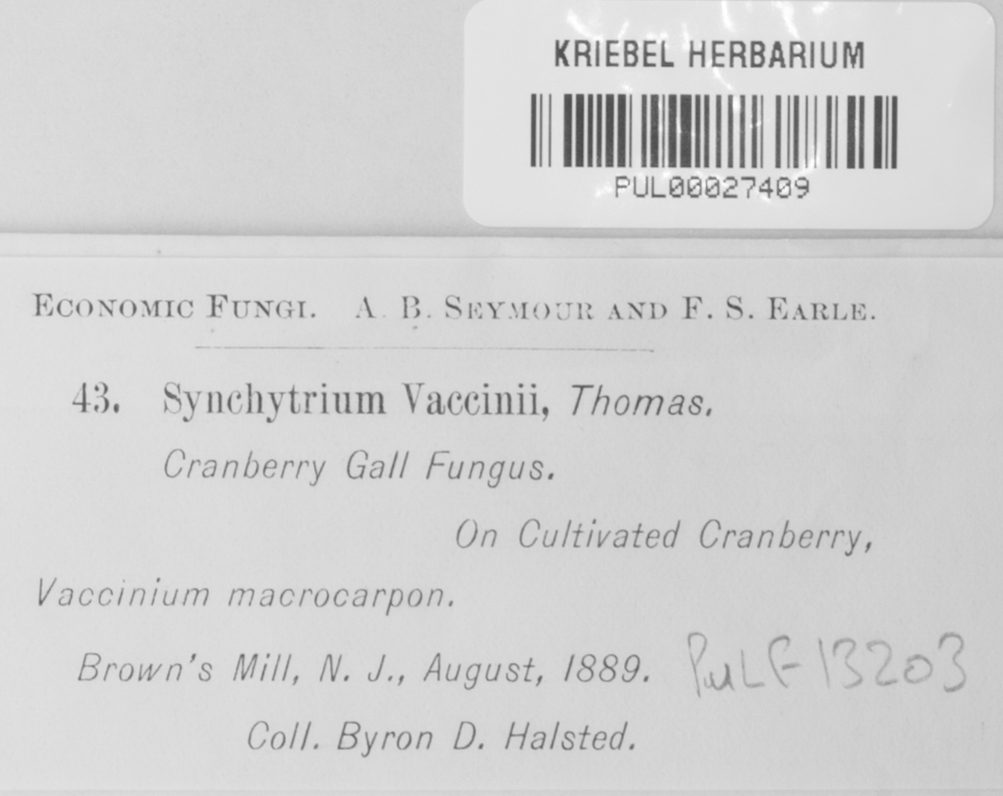 KRIEBEL HERBARIUM
PUL00027409
ECONOMIC FUNGI. A. B. SEYMOUR AND F. S. EARLE.
43. Synchytrium Vaccinii, Thomas.
Cranberry Gall Fungus.
On Cultivated Cranberry,
Vaccinium macrocarpon.
Brown's Mill, N. J., August, 1889. PuLF13203
Coll. Byron D. Halsted.